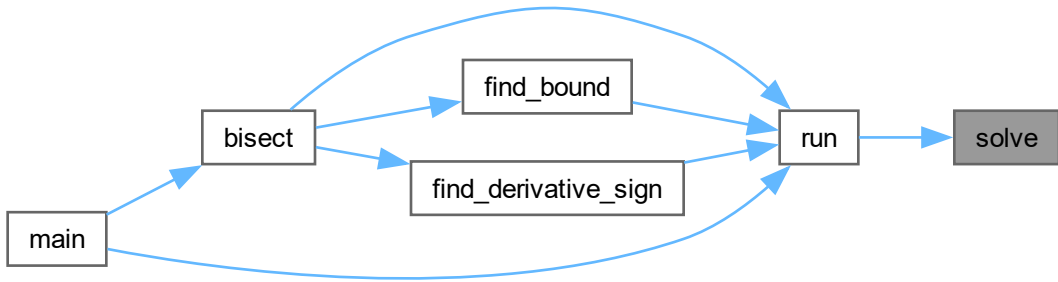 find_bound
bisect
run
solve
find_derivative_sign
main